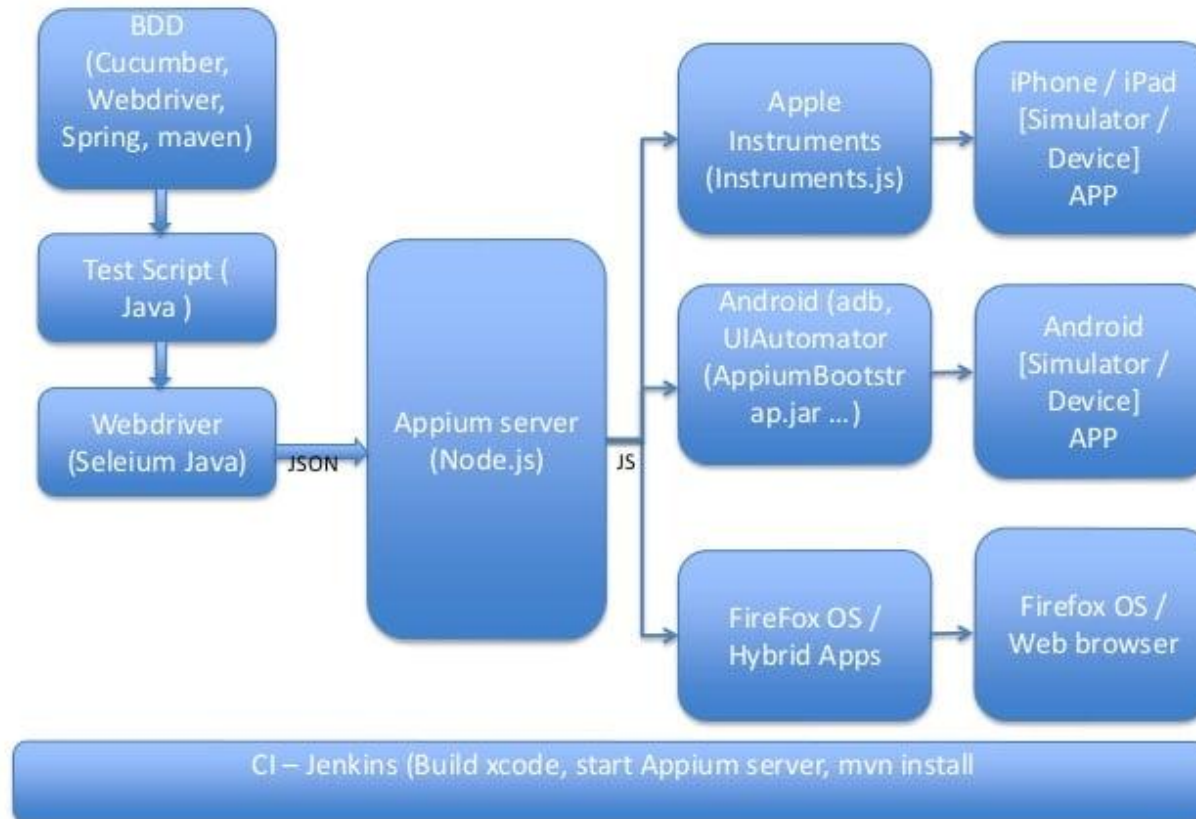 BDD
(Cucumber,
Webdriver,
Spring, maven)
Test Script (
Java )
Webdriver
(Seleium Java)
JSON
Appium server
(Node.js)
JS
Apple
Instruments
(Instruments.js)
iPhone / iPad
[Simulator /
Device]
APP
Android (adb,
UIAutomator
(AppiumBootstr
ap.jar ...)
Android
[Simulator /
Device]
APP
FireFox OS /
Hybrid Apps
Firefox OS /
Web browser
CI – Jenkins (Build xcode, start Appium server, mvn install